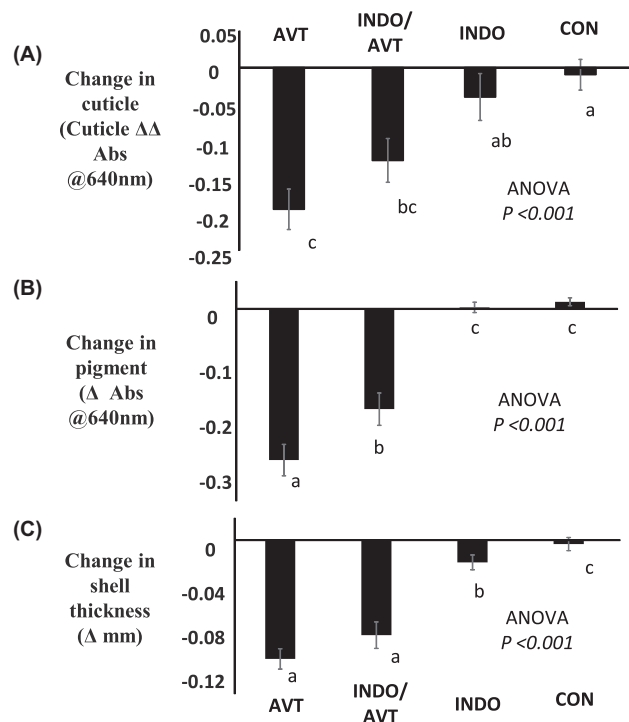 (A)
Change in
cuticle
(Cuticle ΔΔ
Abs
@640nm)
0.05
0
-0.05
-0.1
-0.15
-0.2
-0.25
AVT
INDO/
AVT
INDO
CON
c
bc
ab
a
ANOVA
P <0.001
(B)
Change in
pigment
(Δ Abs
@640nm)
0
-0.1
-0.2
-0.3
a
b
c
c
ANOVA
P <0.001
(C)
Change in
shell
thickness
(Δ mm)
0
-0.04
-0.08
-0.12
a
a
b
c
ANOVA
P <0.001
AVT
INDO/
AVT
INDO
CON